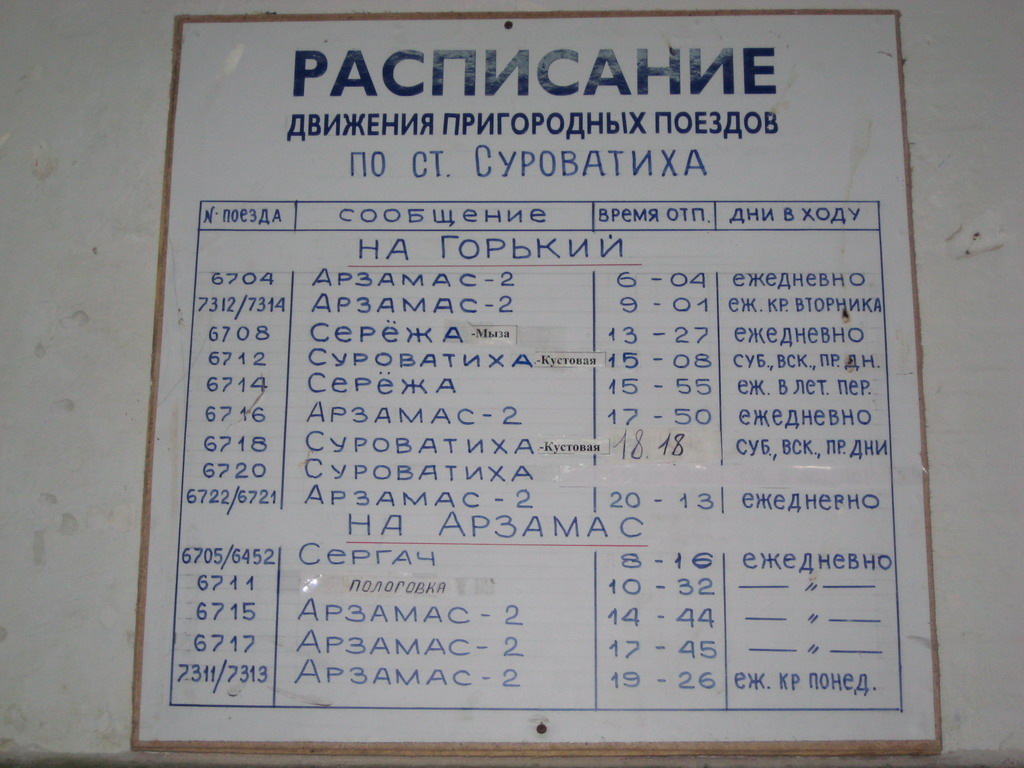 РАСПИСАНИЕ
ДВИЖЕНИЯ ПРИГОРОДНЫХ ПОЕЗДОВ
ПО СТ. СУРОВАТИХА
№ ПОЕЗДА СООБЩЕНИЕ ВРЕМЯ ОТП. ДНИ В ХОДУ
НА ГОРЬКИЙ
6704 АРЗАМАС-2 6 - 04 ЕЖЕДНЕВНО
7312/7314 АРЗАМАС-2 9 - 01 ЕЖ. КР. ВТОРНИКА
6708 СЕРЁЖА -Мыза 13 - 27 ЕЖЕДНЕВНО
6712 СУРОВАТИХА -Кустовая 15 - 08 СУБ., ВСК., ПР. ДН.
6714 СЕРЁЖА 15 - 55 ЕЖ. В ЛЕТ. ПЕР.
6716 АРЗАМАС-2 17 - 50 ЕЖЕДНЕВНО
6718 СУРОВАТИХА -Кустовая 18.18 СУБ., ВСК., ПР. ДНИ
6720 СУРОВАТИХА
6722/6721 АРЗАМАС-2 20 - 13 ЕЖЕДНЕВНО
НА АРЗАМАС
6705/6452 СЕРГАЧ 8 - 16 ЕЖЕДНЕВНО
6711 ПОЛОГОВКА 10 - 32 — " —
6715 АРЗАМАС-2 14 - 44 — " —
6717 АРЗАМАС-2 17 - 45 — " —
7311/7313 АРЗАМАС-2 19 - 26 ЕЖ. КР ПОНЕД.